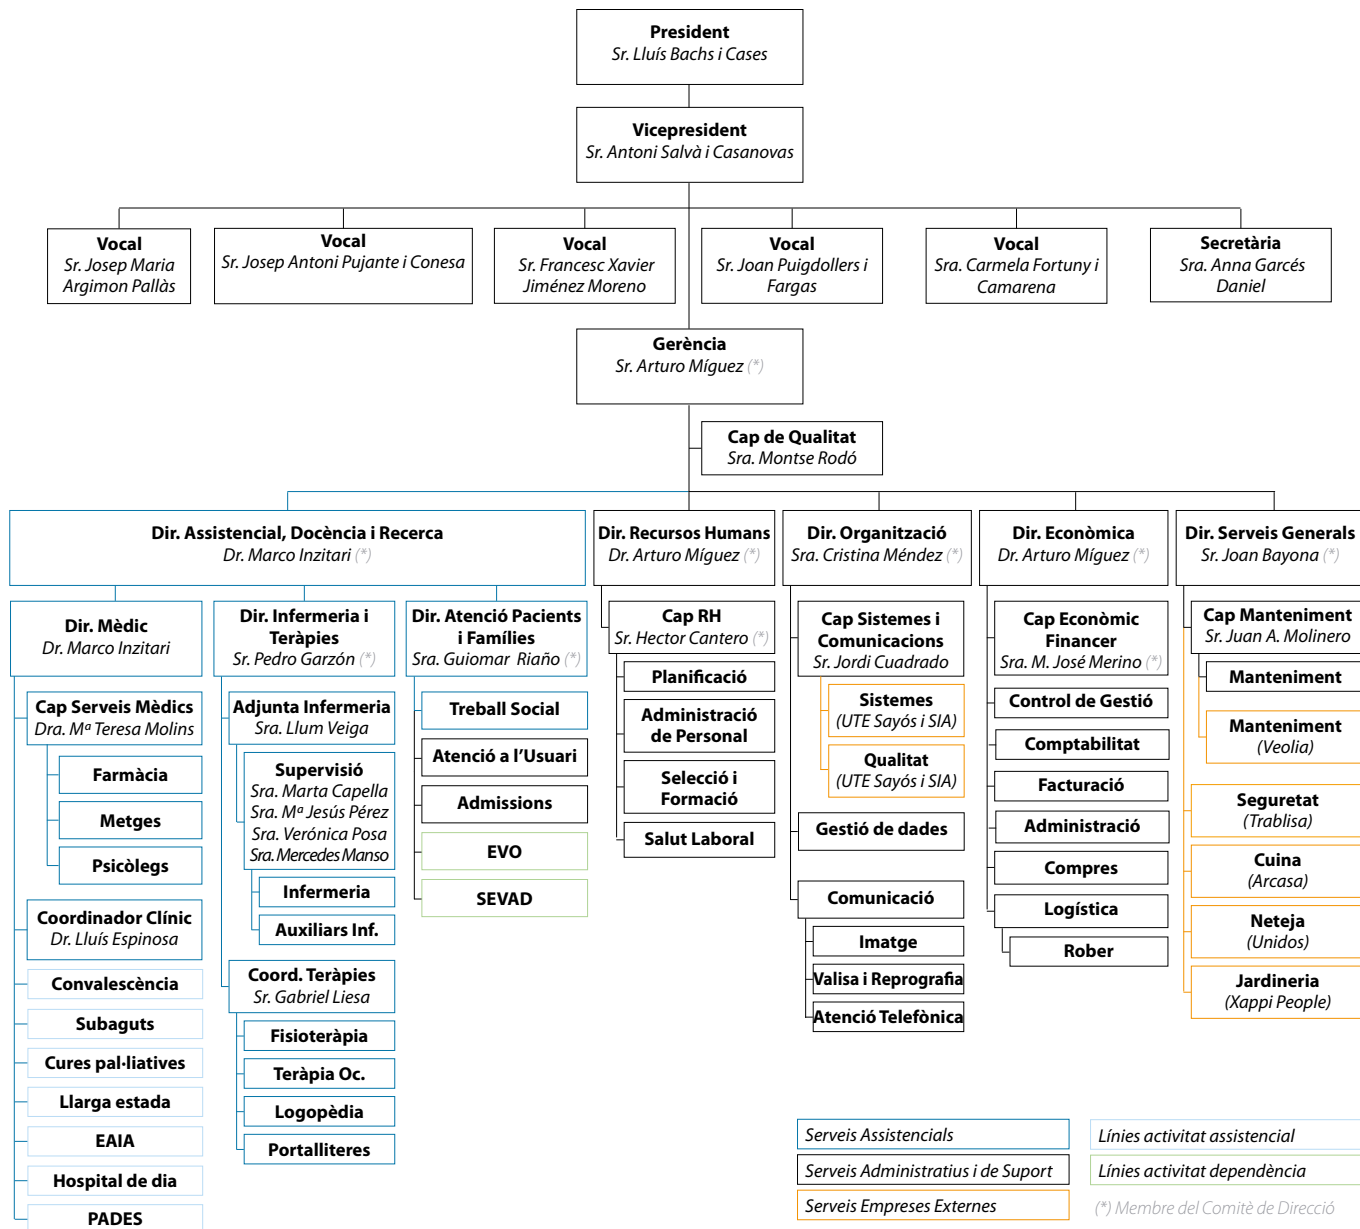 President
Sr. Lluís Bachs i Cases
Vicepresident
Sr. Antoni Salvà i Casanovas
Vocal
Sr. Josep Maria
Argimon Pallàs
Vocal
Sr. Josep Antoni Pujante i Conesa
Vocal
Sr. Francesc Xavier
Jiménez Moreno
Vocal
Sr. Joan Puigdollers i
Fargas
Vocal
Sra. Carmela Fortuny i
Camarena
Secretària
Sra. Anna Garcés
Daniel
Gerència
Sr. Arturo Míguez (*)
Cap de Qualitat
Sra. Montse Rodó
Dir. Assistencial, Docència i Recerca
Dr. Marco Inzitari (*)
Dir. Mèdic
Dr. Marco Inzitari
Cap Serveis Mèdics
Dra. Mª Teresa Molins
Farmàcia
Metges
Psicòlegs
Coordinador Clínic
Dr. Lluís Espinosa
Convalescència
Subaguts
Cures pal·liatives
Llarga estada
EAIA
Hospital de dia
PADES
Dir. Infermeria i
Teràpies
Sr. Pedro Garzón (*)
Adjunta Infermeria
Sra. Llum Veiga
Supervisió
Sra. Marta Capella
Sra. Mª Jesús Pérez
Sra. Verónica Posa
Sra. Mercedes Manso
Infermeria
Auxiliars Inf.
Coord. Teràpies
Sr. Gabriel Liesa
Fisioteràpia
Teràpia Oc.
Logopèdia
Portalliteres
Dir. Atenció Pacients
i Famílies
Sra. Guiomar Riaño (*)
Treball Social
Atenció a l'Usuari
Admissions
EVO
SEVAD
Dir. Recursos Humans
Dr. Arturo Míguez (*)
Cap RH
Sr. Hector Cantero (*)
Planificació
Administració
de Personal
Selecció i
Formació
Salut Laboral
Dir. Organització
Sra. Cristina Méndez (*)
Cap Sistemes i
Comunicacions
Sr. Jordi Cuadrado
Sistemes
(UTE Sayós i SIA)
Qualitat
(UTE Sayós i SIA)
Gestió de dades
Comunicació
Imatge
Valisa i Reprografia
Atenció Telefònica
Dir. Econòmica
Dr. Arturo Míguez (*)
Cap Econòmic
Financer
Sra. M. José Merino (*)
Control de Gestió
Comptabilitat
Facturació
Administració
Compres
Logística
Rober
Dir. Serveis Generals
Sr. Joan Bayona (*)
Cap Manteniment
Sr. Juan A. Molinero
Manteniment
Manteniment
(Veolia)
Seguretat
(Trablisa)
Cuina
(Arcasa)
Neteja
(Unidos)
Jardineria
(Xappi People)
Serveis Assistencials
Serveis Administratius i de Suport
Serveis Empreses Externes
Línies activitat assistencial
Línies activitat dependència
(*) Membre del Comitè de Direcció